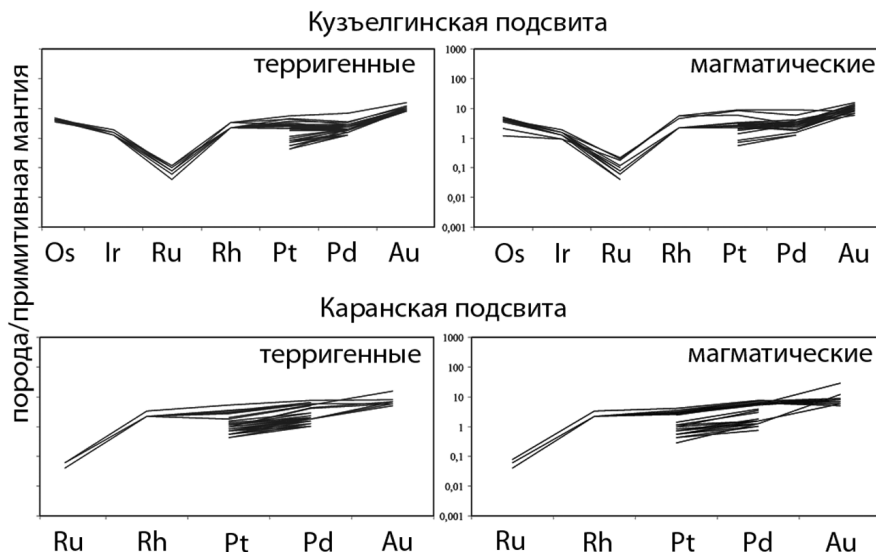 Кузъелгинская подсвита
терригенные
магматические
1000
100
10
1
0,1
0,01
0,001
Os Ir Ru Rh Pt Pd Au
Os Ir Ru Rh Pt Pd Au
порода/примитивная мантия
Каранская подсвита
терригенные
магматические
1000
100
10
1
0,1
0,01
0,001
Ru Rh Pt Pd Au
Ru Rh Pt Pd Au